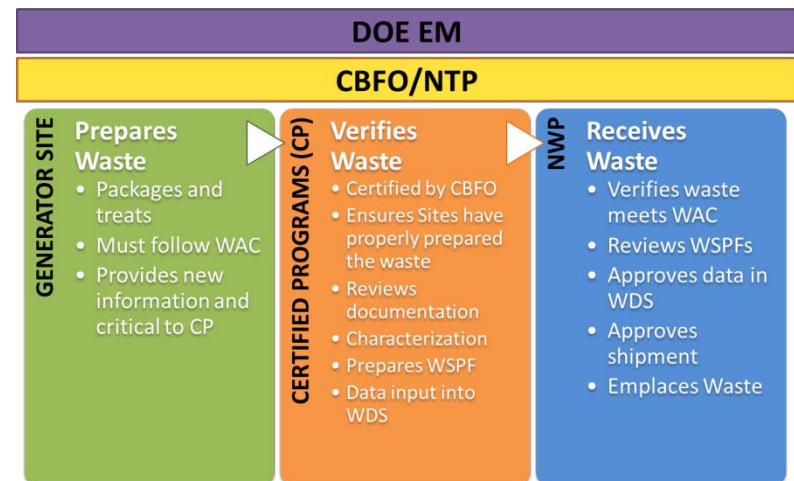 DOE EM
CBFO/NTP
GENERATOR SITE
Prepares
Waste
• Packages and
treats
• Must follow WAC
• Provides new
information and
critical to CP
CERTIFIED PROGRAMS (CP)
Verifies
Waste
• Certified by CBFO
• Ensures Sites have
properly prepared
the waste
• Reviews
documentation
• Characterization
• Prepares WSPF
• Data input into
WDS
NWP
Receives
Waste
• Verifies waste
meets WAC
• Reviews WSPFs
• Approves data in
WDS
• Approves
shipment
• Emplaces Waste